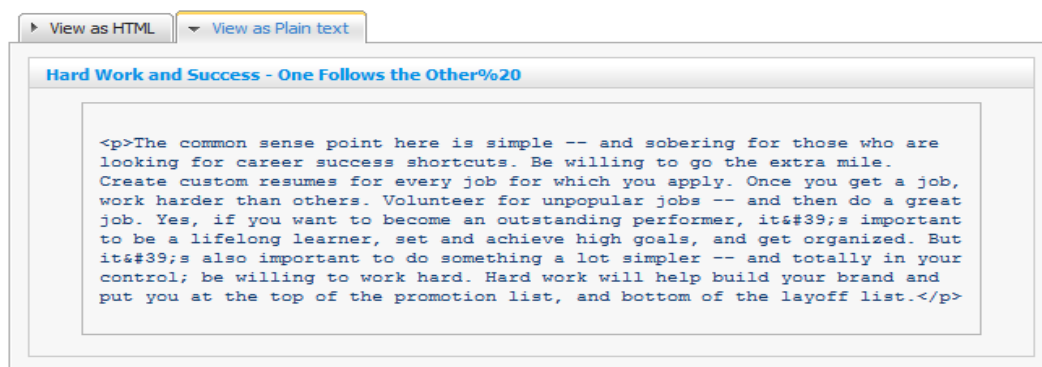 View as HTML View as Plain text
Hard Work and Success - One Follows the Other%20
<p>The common sense point here is simple -- and sobering for those who are
looking for career success shortcuts. Be willing to go the extra mile.
Create custom resumes for every job for which you apply. Once you get a job,
work harder than others. Volunteer for unpopular jobs -- and then do a great
job. Yes, if you want to become an outstanding performer, it&#39;s important
to be a lifelong learner, set and achieve high goals, and get organized. But
it&#39;s also important to do something a lot simpler -- and totally in your
control; be willing to work hard. Hard work will help build your brand and
put you at the top of the promotion list, and bottom of the layoff list.</p>